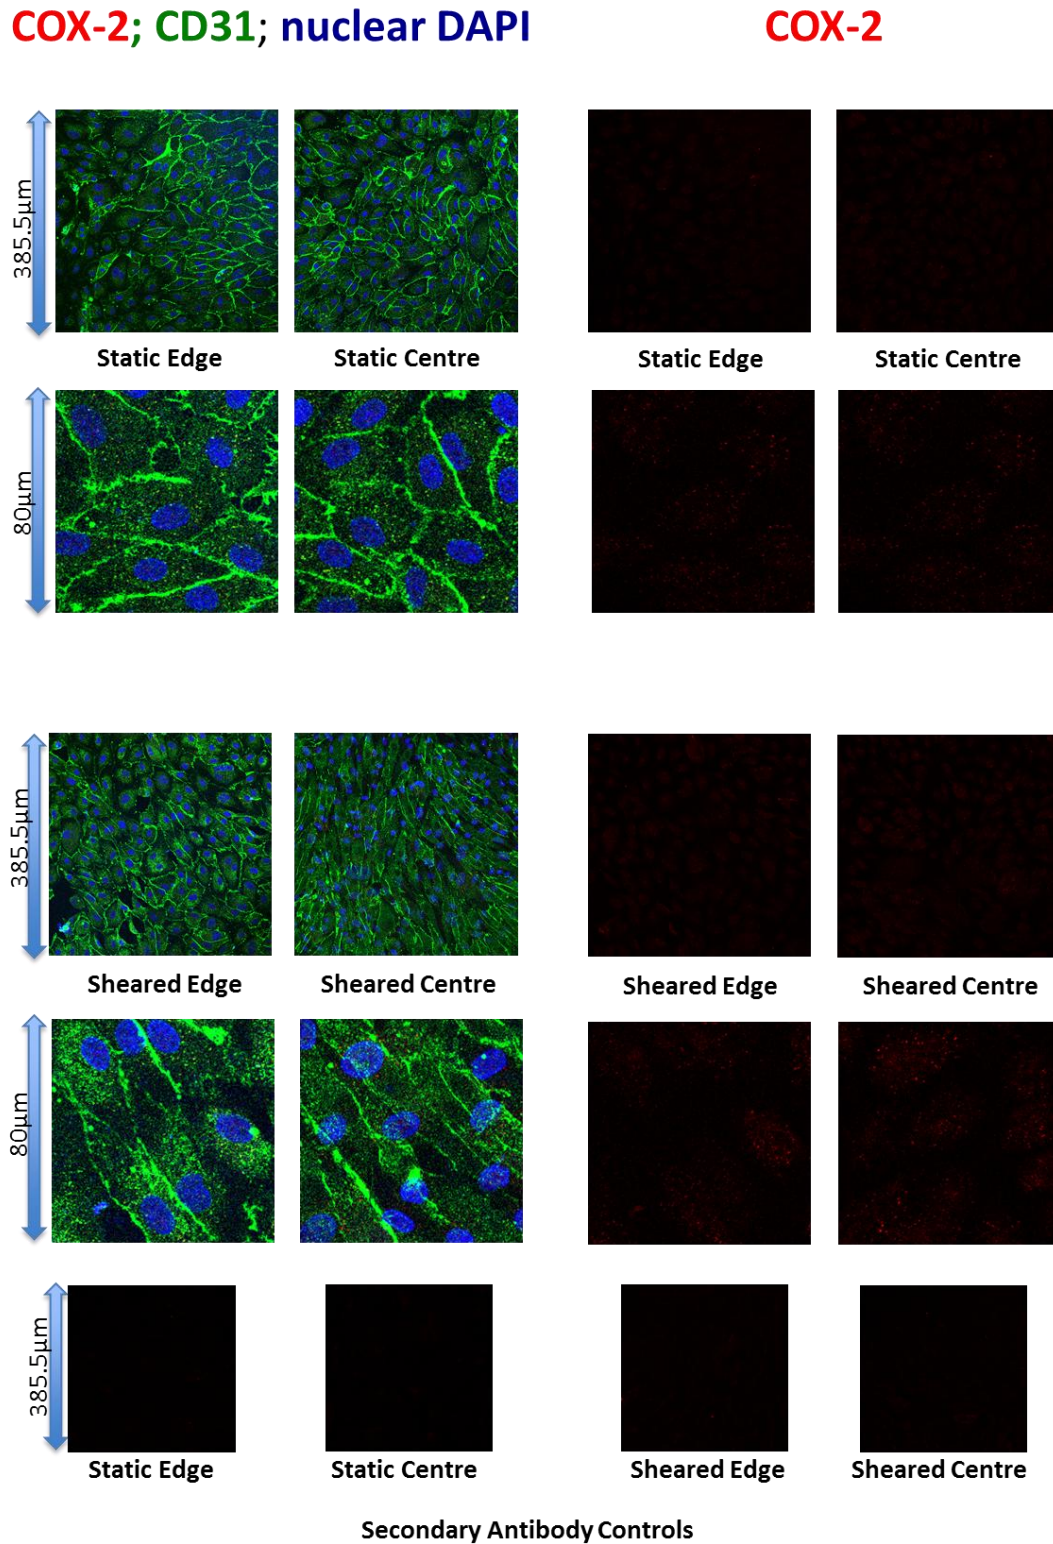 COX-2; CD31; nuclear DAPI COX-2
385.5µm
Static Edge Static Centre Static Edge Static Centre
80µm
385.5µm
Sheared Edge Sheared Centre Sheared Edge Sheared Centre
80µm
385.5µm
Static Edge Static Centre Sheared Edge Sheared Centre
Secondary Antibody Controls